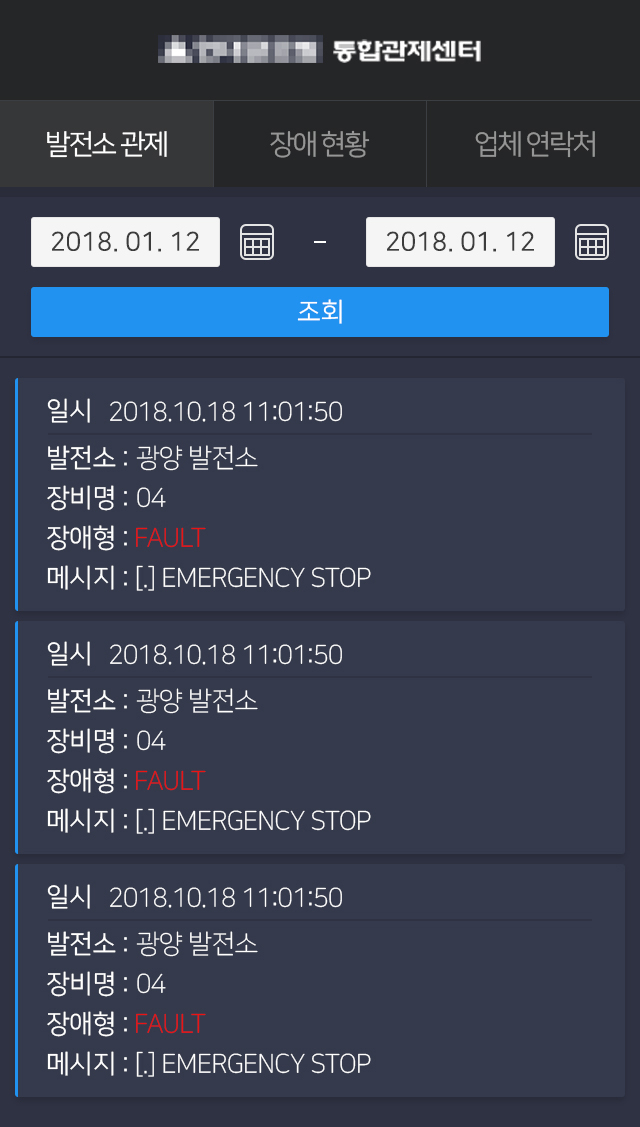 통합관제센터
발전소 관제 장애 현황 업체 연락처
2018. 01. 12 - 2018. 01. 12
조회
일시 2018.10.18 11:01:50
발전소 : 광양 발전소
장비명 : 04
장애형 : FAULT
메시지 : [.] EMERGENCY STOP
일시 2018.10.18 11:01:50
발전소 : 광양 발전소
장비명 : 04
장애형 : FAULT
메시지 : [.] EMERGENCY STOP
일시 2018.10.18 11:01:50
발전소 : 광양 발전소
장비명 : 04
장애형 : FAULT
메시지 : [.] EMERGENCY STOP